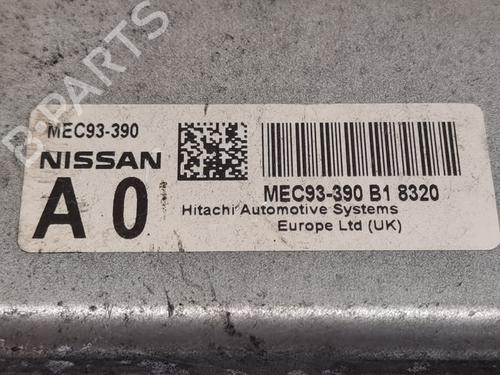 MEC93-390
NISSAN
A 0
MEC93-390 B1 8320
Hitachi Automotive Systems
Europe Ltd (UK)
B-PARTS